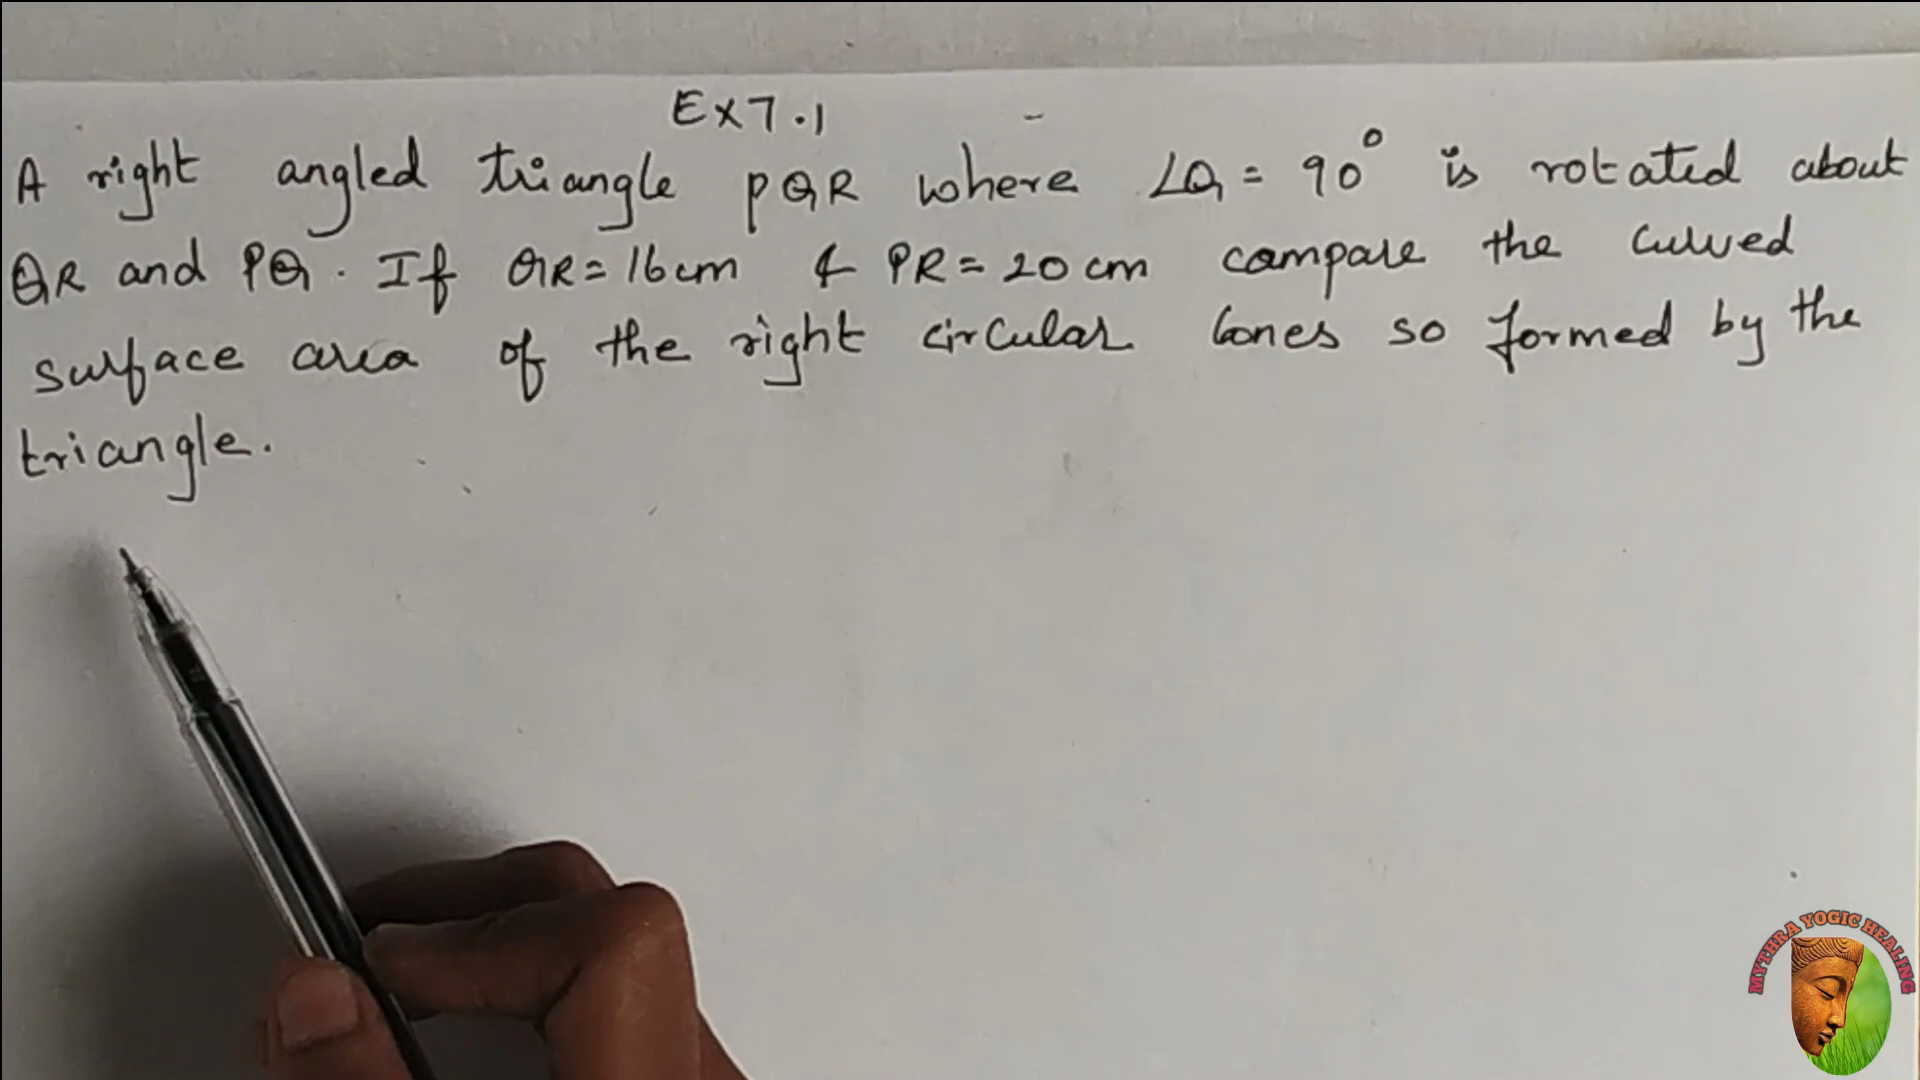 Ex 7.1
A right angled triangle PQR where ∠Q = 90° is rotated about
QR and PQ. If QR = 16 cm & PR = 20 cm compare the curved
surface area of the right circular cones so formed by the
triangle.
MYTHRA YOGIC HEALING